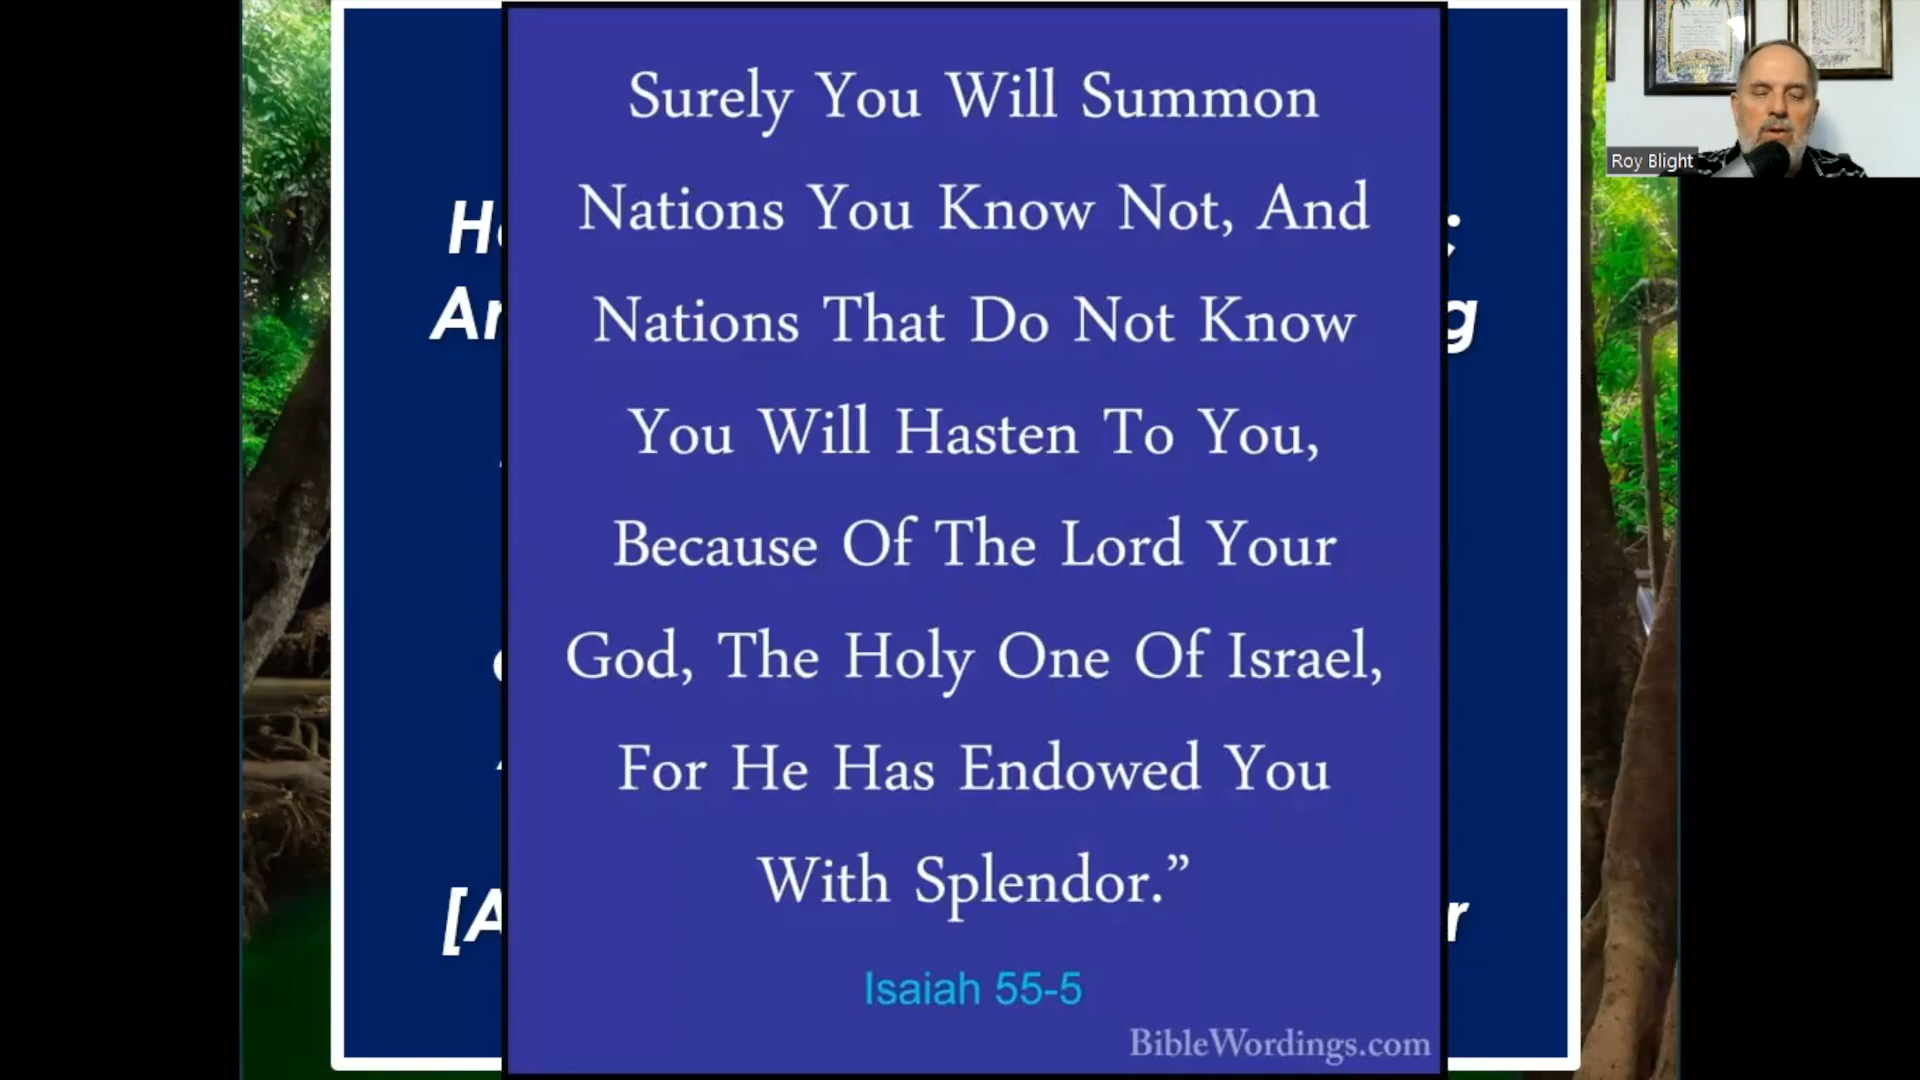 Surely You Will Summon
Nations You Know Not, And
Nations That Do Not Know
You Will Hasten To You,
Because Of The Lord Your
God, The Holy One Of Israel,
For He Has Endowed You
With Splendor.”
Isaiah 55-5
BibleWordings.com
Roy Blight